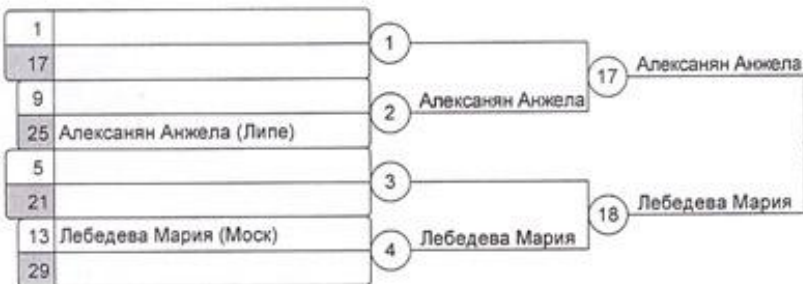 1
17
1
9
25 Алексанян Анжела (Липе)
2 Алексанян Анжела
17 Алексанян Анжела
5
21
3
13 Лебедева Мария (Моск)
29
4 Лебедева Мария
18 Лебедева Мария